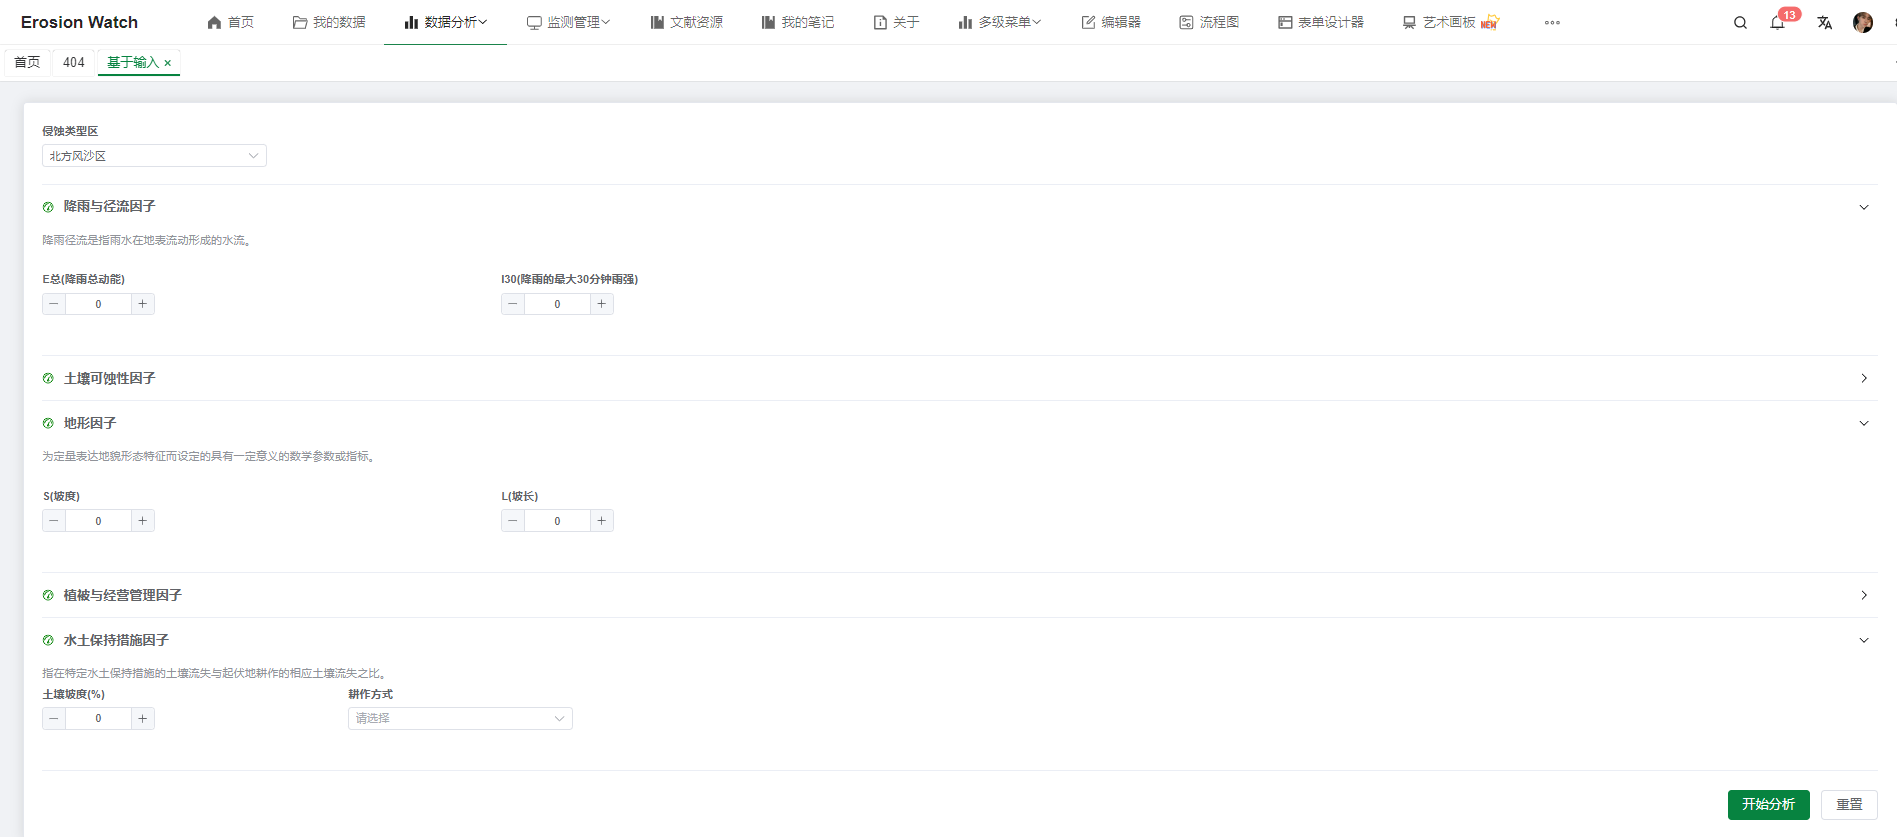 Erosion Watch 首页 我的数据 数据分析 监测管理 文献资源 我的笔记 关于 多级菜单 编辑器 流程图 表单设计器 艺术画板 NEW 13
首页 404 基于输入
侵蚀类型区
北方风沙区
降雨与径流因子
降雨径流是指雨水在地表流动形成的水流。
E总(降雨总动能) I30(降雨的最大30分钟雨强)
0 0
土壤可蚀性因子
地形因子
为定量表达地貌形态特征而设定的具有一定意义的数学参数或指标。
S(坡度) L(坡长)
0 0
植被与经营管理因子
水土保持措施因子
指在特定水土保持措施的土壤流失与起伏地耕作的相应土壤流失之比。
土壤坡度(%) 耕作方式
0 请选择
开始分析 重置